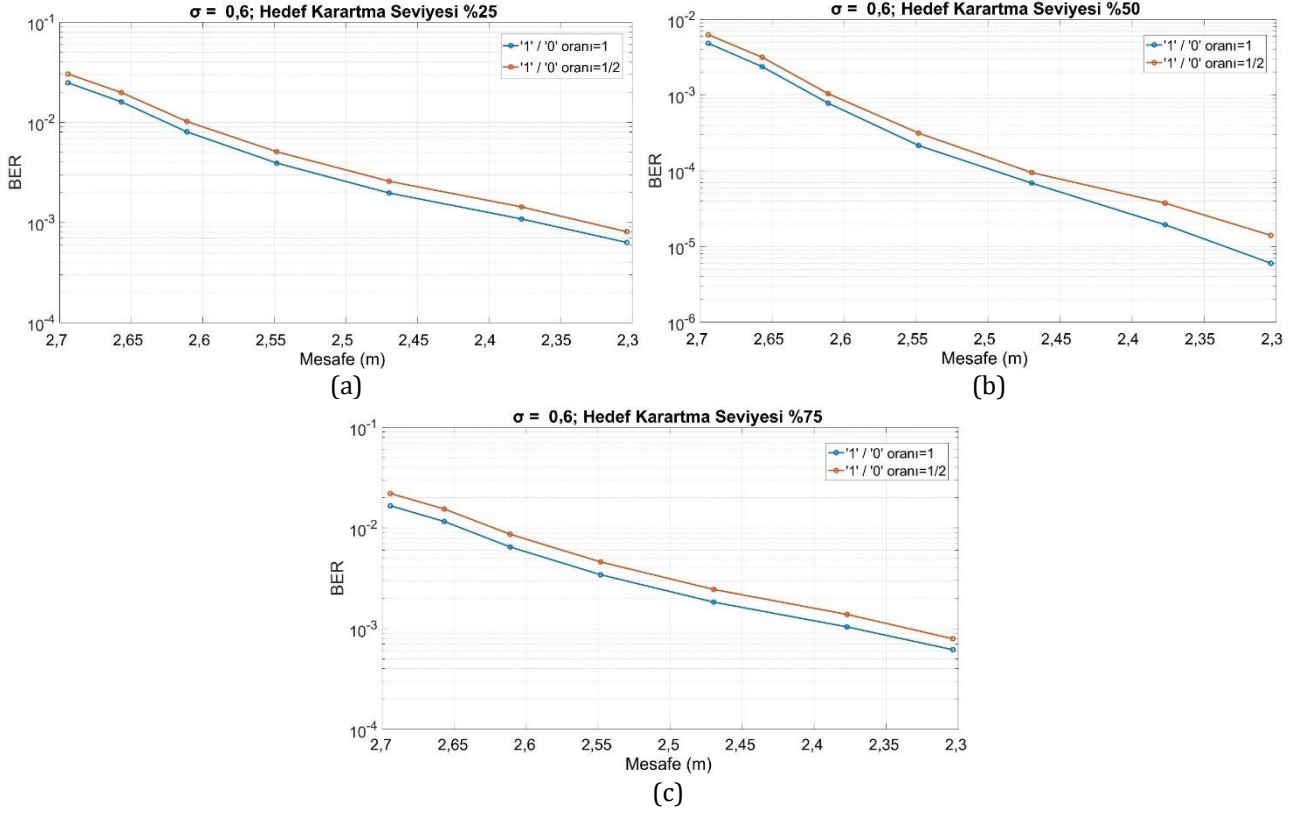 σ = 0,6; Hedef Karartma Seviyesi %25
'1' / '0' oranı=1
'1' / '0' oranı=1/2
10-1
10-2
10-3
10-4
BER
2,7 2,65 2,6 2,55 2,5 2,45 2,4 2,35 2,3
Mesafe (m)
(a)
σ = 0,6; Hedef Karartma Seviyesi %50
'1' / '0' oranı=1
'1' / '0' oranı=1/2
10-2
10-3
10-4
10-5
10-6
BER
2,7 2,65 2,6 2,55 2,5 2,45 2,4 2,35 2,3
Mesafe (m)
(b)
σ = 0,6; Hedef Karartma Seviyesi %75
'1' / '0' oranı=1
'1' / '0' oranı=1/2
10-1
10-2
10-3
10-4
BER
2,7 2,65 2,6 2,55 2,5 2,45 2,4 2,35 2,3
Mesafe (m)
(c)